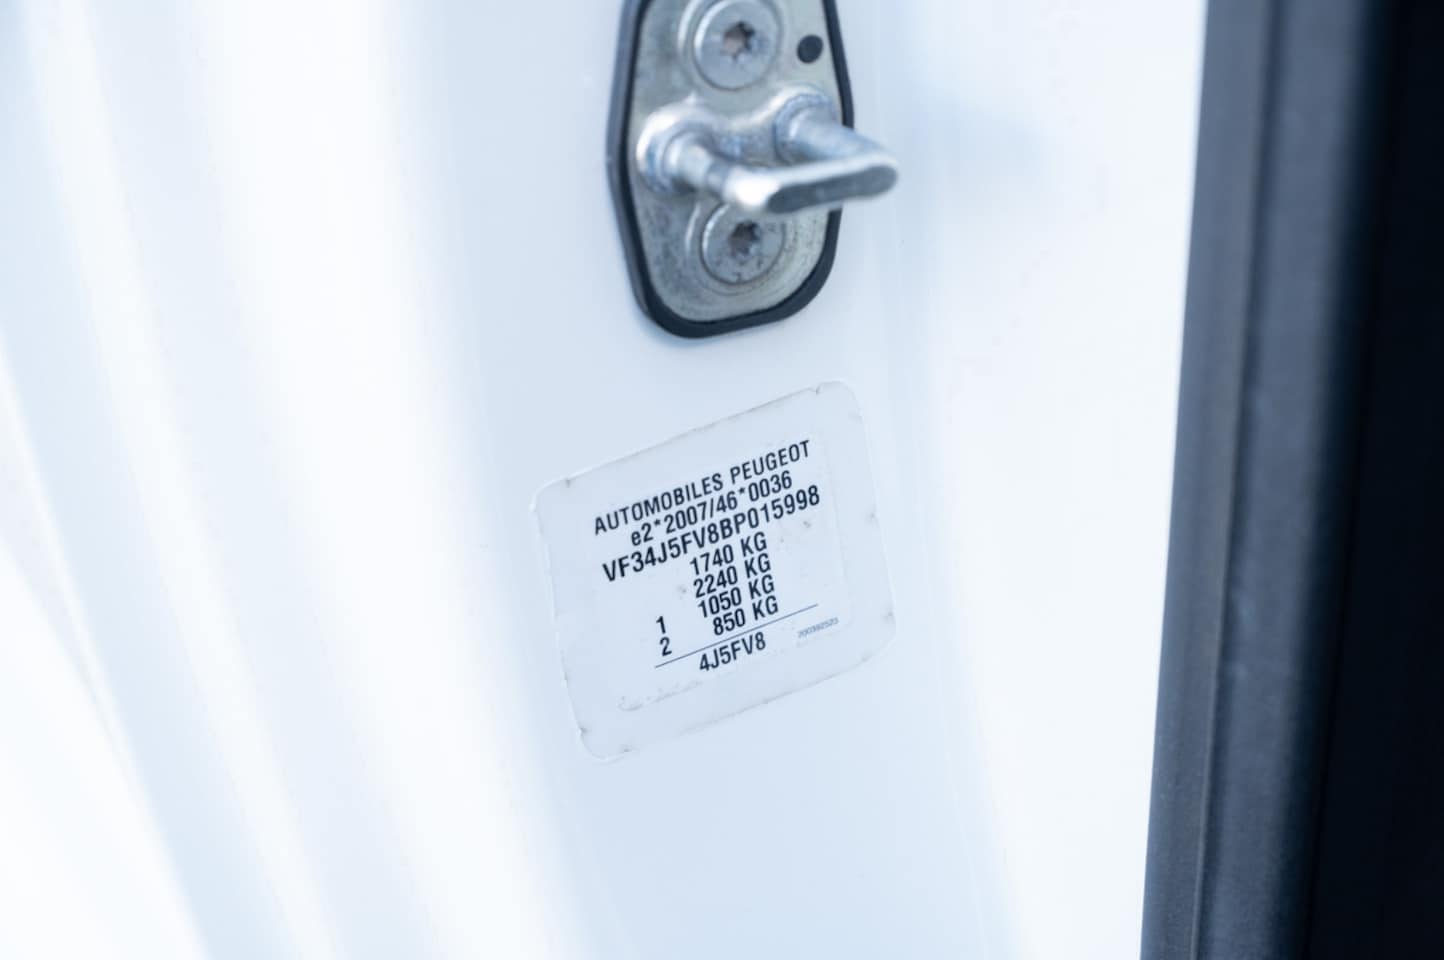 AUTOMOBILES PEUGEOT
e2*2007/46*0036
VF34J5FV8BP015998
1740 KG
2240 KG
1 1050 KG
2 850 KG
4J5FV8